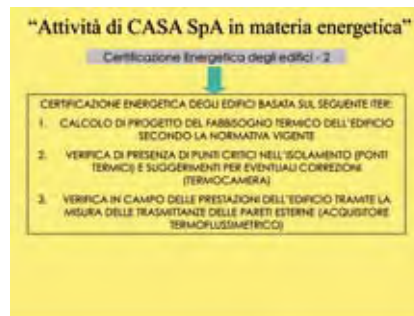 “Attività di CASA SpA in materia energetica”
Certificazione Energetica degli edifici - 2
CERTIFICAZIONE ENERGETICA DEGLI EDIFICI BASATA SUL SEGUENTE ITER:
1. CALCOLO DI PROGETTO DEL FABBISOGNO TERMICO DELL'EDIFICIO
SECONDO LA NORMATIVA VIGENTE
2. VERIFICA DI PRESENZA DI PUNTI CRITICI NELL'ISOLAMENTO (PONTI
TERMICI) E SUGGERIMENTI PER EVENTUALI CORREZIONI
(TERMOCAMERA)
3. VERIFICA IN CAMPO DELLE PRESTAZIONI DELL'EDIFICIO TRAMITE LA
MISURA DELLE TRASMITTANZE DELLE PARETI ESTERNE (ACQUISITORE
TERMOFLUSSIMETRICO)